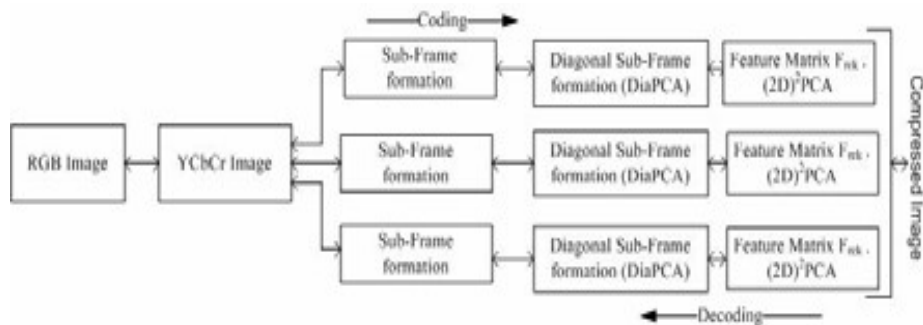 Coding
Sub-Frame
formation
Diagonal Sub-Frame
formation (DiaPCA)
Feature Matrix Fmk ,
(2D)²PCA
RGB Image
YCbCr Image
Sub-Frame
formation
Diagonal Sub-Frame
formation (DiaPCA)
Feature Matrix Fmk ,
(2D)²PCA
Sub-Frame
formation
Diagonal Sub-Frame
formation (DiaPCA)
Feature Matrix Fmk ,
(2D)²PCA
Compressed Image
Decoding